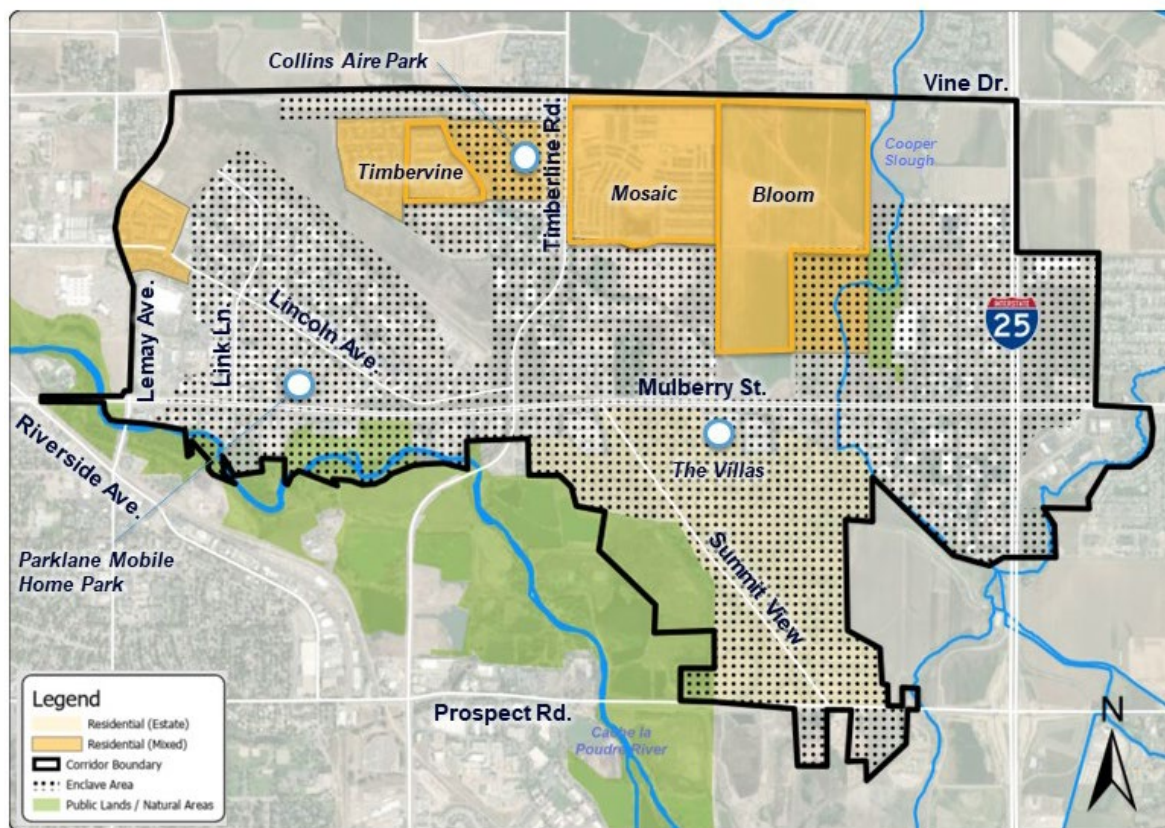 Collins Aire Park
Vine Dr.
Timberline Rd.
Cooper
Slough
Timbervine
Mosaic
Bloom
Lemay Ave.
Link Ln.
Lincoln Ave.
INTERSTATE
25
Mulberry St.
Riverside Ave.
The Villas
Parklane Mobile
Home Park
Summit View
Prospect Rd.
Cache la
Poudre River
N
Legend
Residential (Estate)
Residential (Mixed)
Corridor Boundary
Enclave Area
Public Lands / Natural Areas